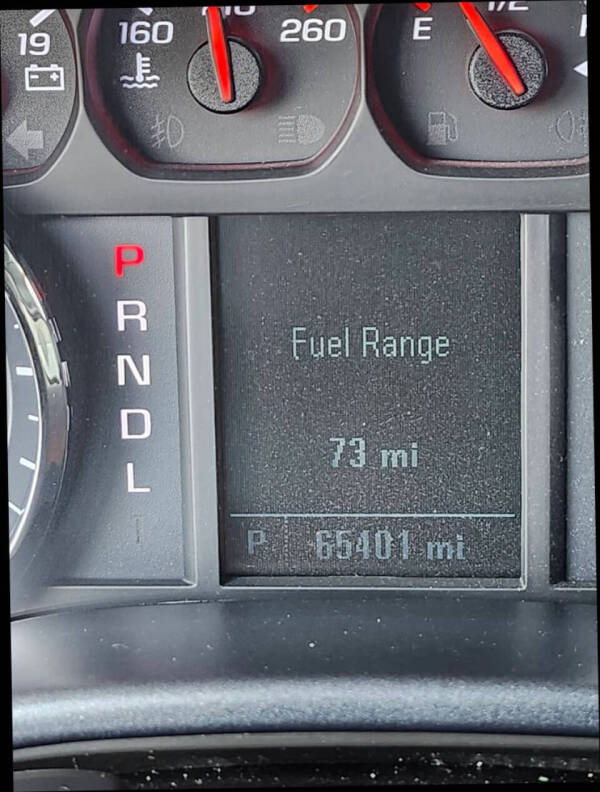 19
160
260
E
1/2
P
R
N
D
L
Fuel Range
73 mi
P 65401 mi